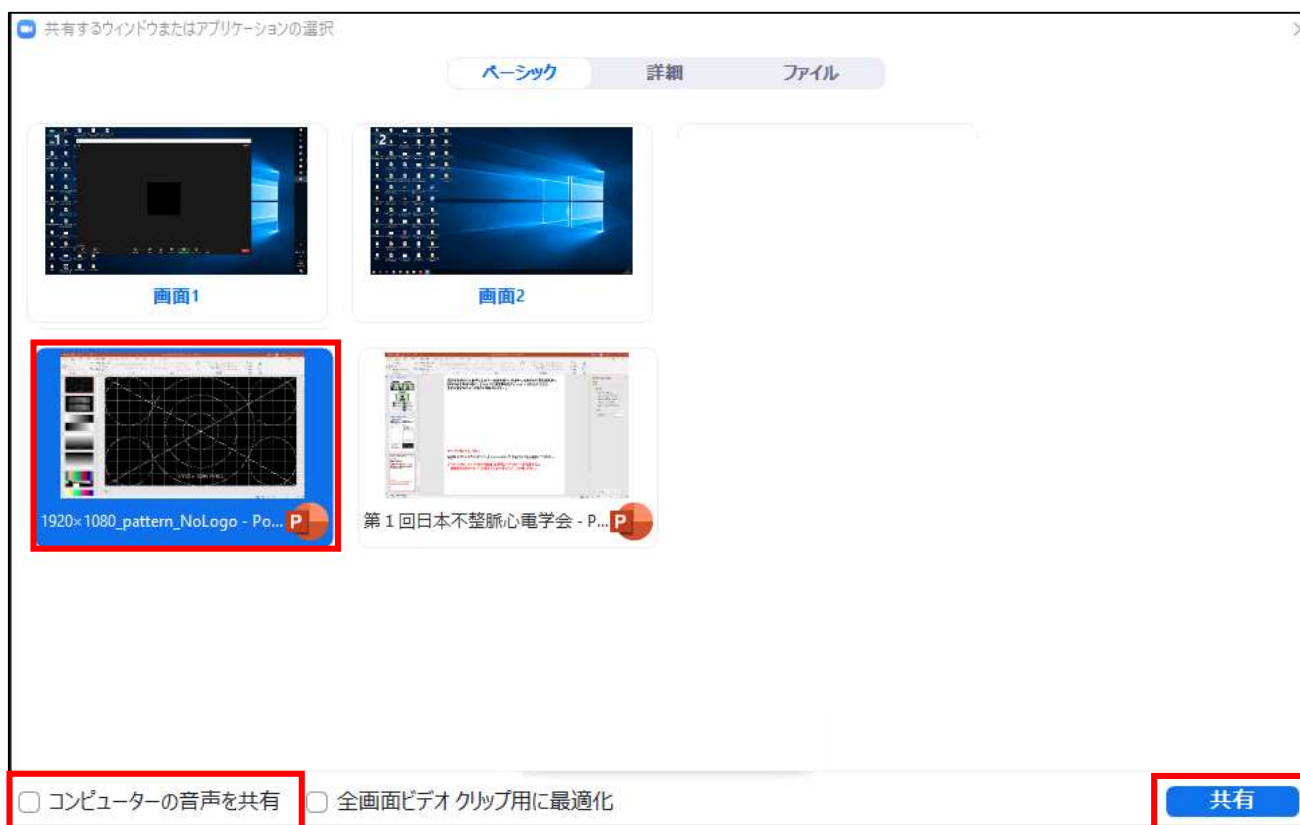 共有するウィンドウまたはアプリケーションの選択
ベーシック 詳細 ファイル
1
2
画面1 画面2
1920×1080_pattern_NoLogo - Po... 第１回日本不整脈心電学会 - P...
コンピューターの音声を共有 全画面ビデオ クリップ用に最適化 共有